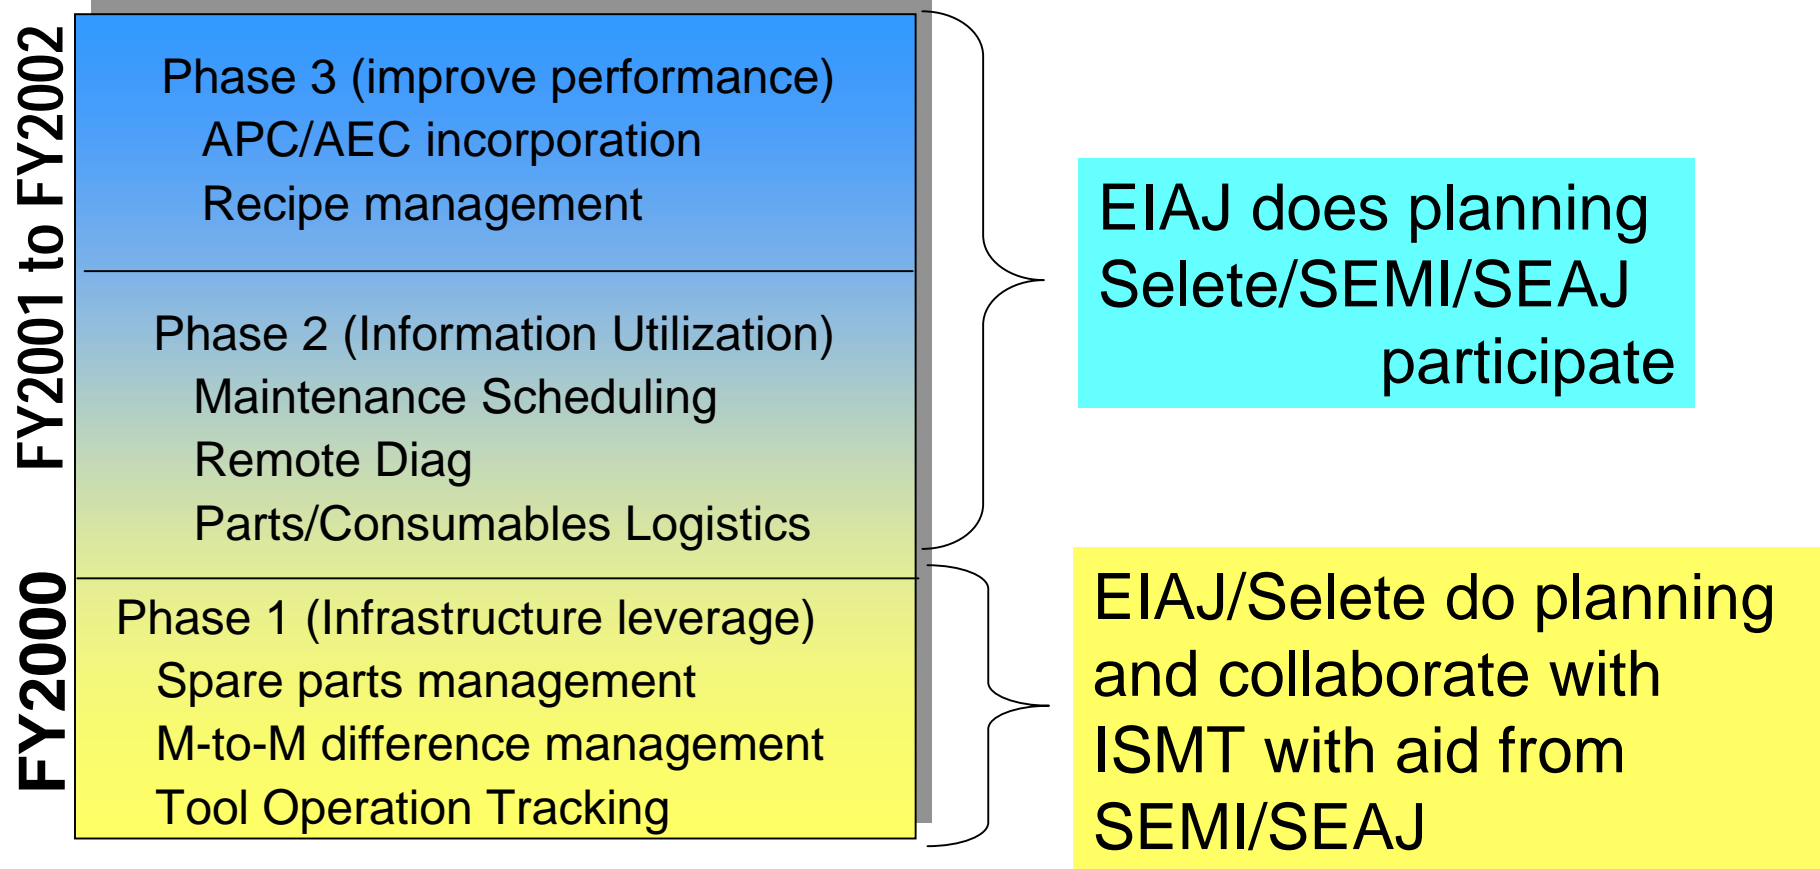 FY2001 to FY2002
Phase 3 (improve performance)
APC/AEC incorporation
Recipe management
Phase 2 (Information Utilization)
Maintenance Scheduling
Remote Diag
Parts/Consumables Logistics
EIAJ does planning
Selete/SEMI/SEAJ
participate
FY2000
Phase 1 (Infrastructure leverage)
Spare parts management
M-to-M difference management
Tool Operation Tracking
EIAJ/Selete do planning
and collaborate with
ISMT with aid from
SEMI/SEAJ